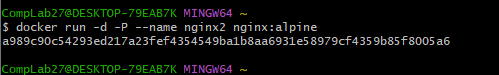 CompLab27@DESKTOP-79EAB7K MINGW64 ~
$ docker run -d -P --name nginx2 nginx:alpine
a989c90c54293ed217a23fef4354549ba1b8aa6931e58979cf4359b85f8005a6
CompLab27@DESKTOP-79EAB7K MINGW64 ~